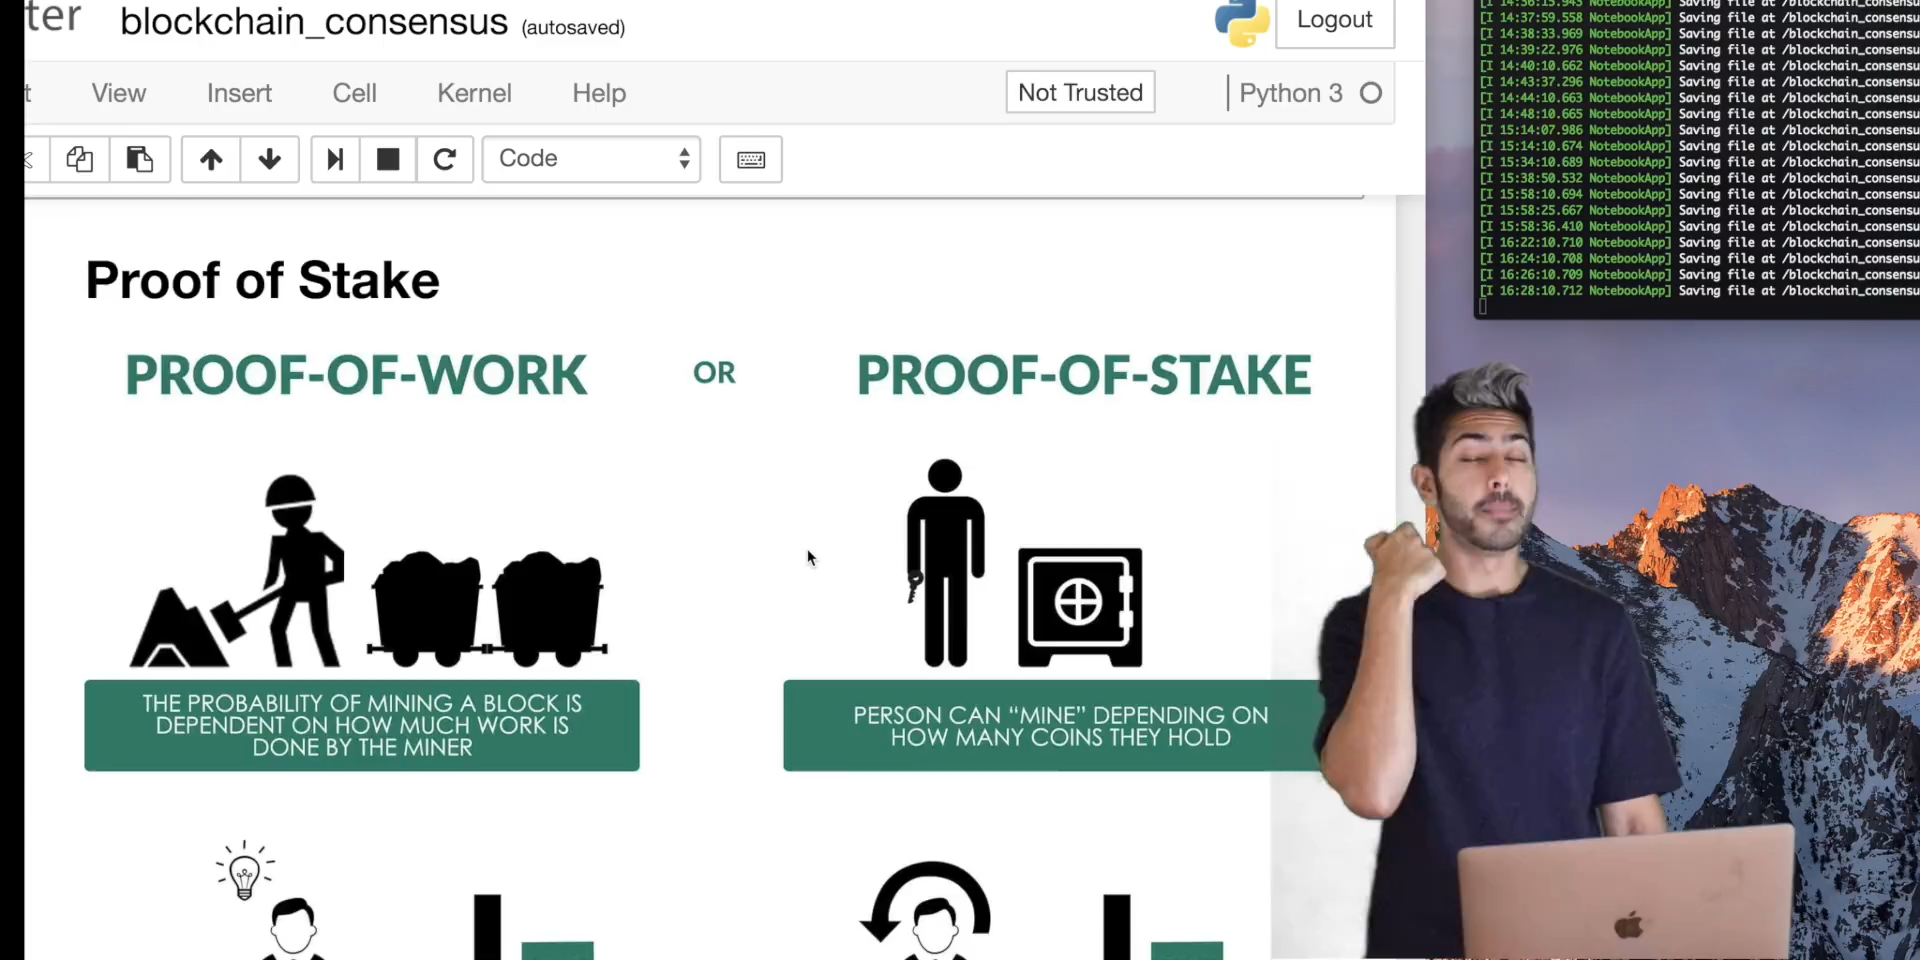 ter blockchain_consensus (autosaved) Logout
t View Insert Cell Kernel Help Not Trusted Python 3
Code
Proof of Stake
PROOF-OF-WORK OR PROOF-OF-STAKE
THE PROBABILITY OF MINING A BLOCK IS
DEPENDENT ON HOW MUCH WORK IS
DONE BY THE MINER
PERSON CAN “MINE” DEPENDING ON
HOW MANY COINS THEY HOLD
[I 14:36:15.943 NotebookApp] Saving file at /blockchain_consensu
[I 14:37:59.558 NotebookApp] Saving file at /blockchain_consensu
[I 14:38:33.969 NotebookApp] Saving file at /blockchain_consensu
[I 14:39:22.976 NotebookApp] Saving file at /blockchain_consensu
[I 14:40:10.662 NotebookApp] Saving file at /blockchain_consensu
[I 14:43:37.296 NotebookApp] Saving file at /blockchain_consensu
[I 14:44:10.663 NotebookApp] Saving file at /blockchain_consensu
[I 14:48:10.665 NotebookApp] Saving file at /blockchain_consensu
[I 15:14:07.986 NotebookApp] Saving file at /blockchain_consensu
[I 15:14:10.674 NotebookApp] Saving file at /blockchain_consensu
[I 15:34:10.689 NotebookApp] Saving file at /blockchain_consensu
[I 15:38:50.532 NotebookApp] Saving file at /blockchain_consensu
[I 15:58:10.694 NotebookApp] Saving file at /blockchain_consensu
[I 15:58:25.667 NotebookApp] Saving file at /blockchain_consensu
[I 15:58:36.410 NotebookApp] Saving file at /blockchain_consensu
[I 16:22:10.710 NotebookApp] Saving file at /blockchain_consensu
[I 16:24:10.708 NotebookApp] Saving file at /blockchain_consensu
[I 16:26:10.709 NotebookApp] Saving file at /blockchain_consensu
[I 16:28:10.712 NotebookApp] Saving file at /blockchain_consensu